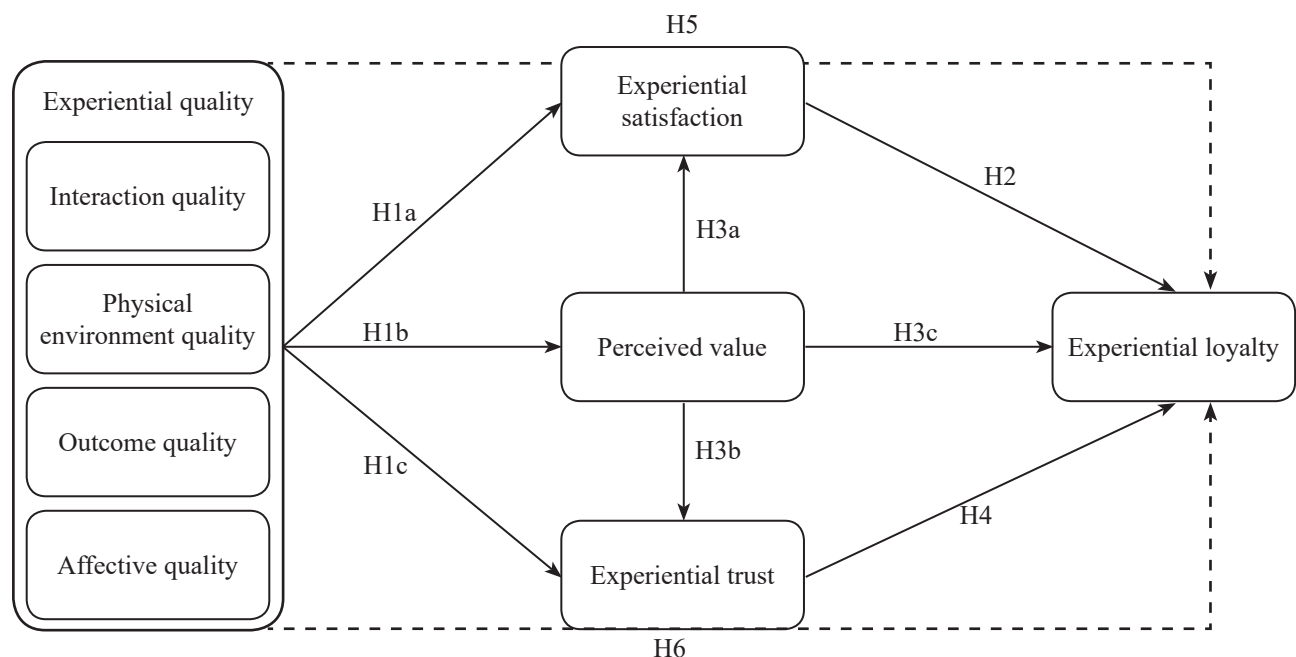 H5
Experiential quality
Interaction quality
Physical
environment quality
Outcome quality
Affective quality
H1a
H1b
H1c
Experiential
satisfaction
H3a
Perceived value
H3b
Experiential trust
H2
H3c
H4
Experiential loyalty
H6